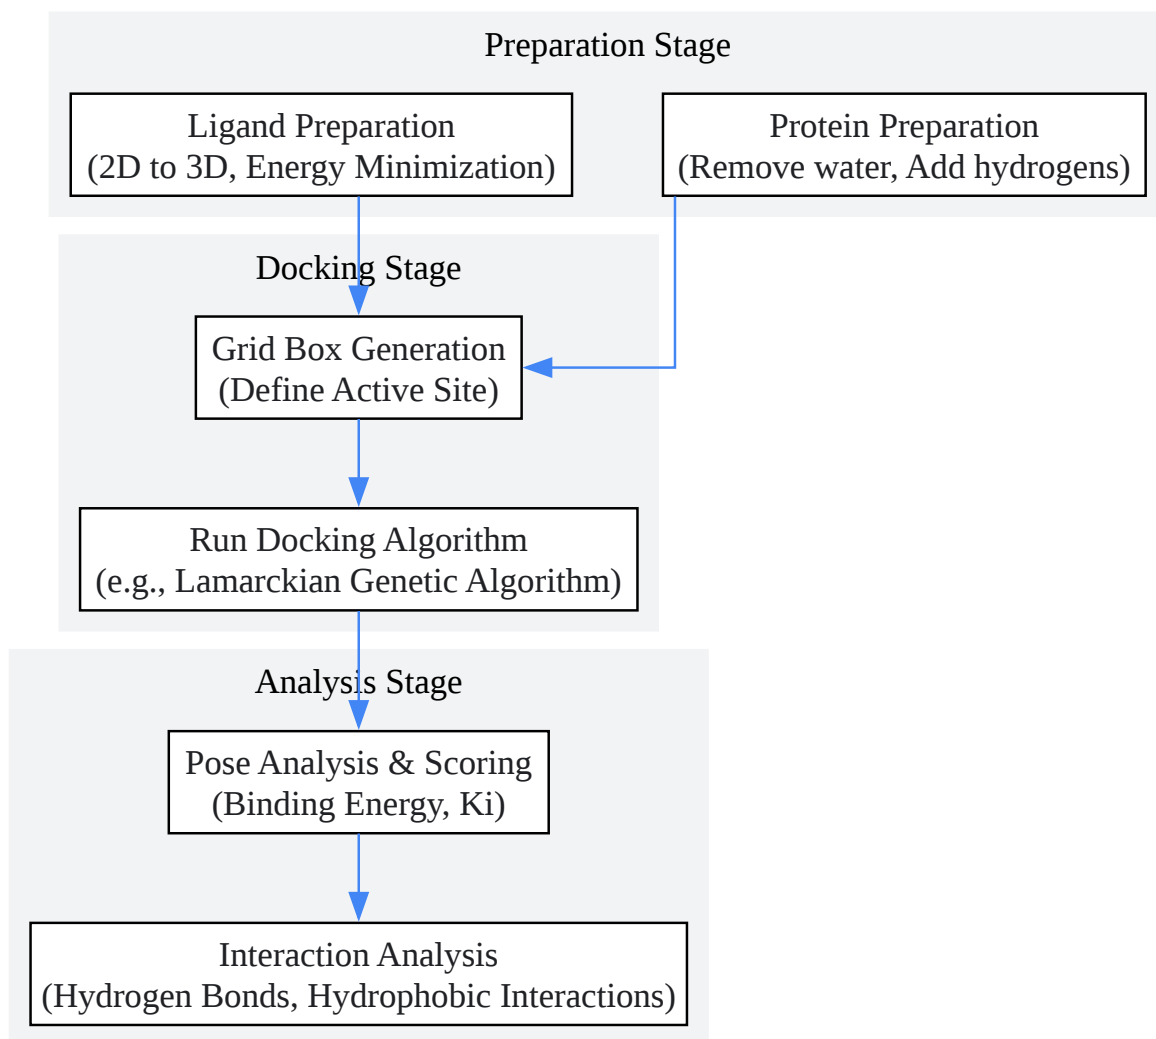 Preparation Stage
Ligand Preparation
(2D to 3D, Energy Minimization)
Protein Preparation
(Remove water, Add hydrogens)
Docking Stage
Grid Box Generation
(Define Active Site)
Run Docking Algorithm
(e.g., Lamarckian Genetic Algorithm)
Analysis Stage
Pose Analysis & Scoring
(Binding Energy, Ki)
Interaction Analysis
(Hydrogen Bonds, Hydrophobic Interactions)